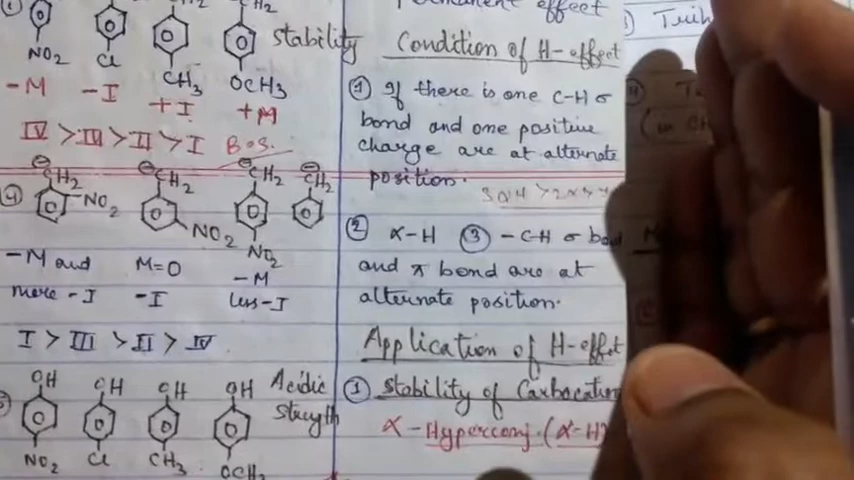 NO₂
Cl
CH₃
OCH₃
Stability
-M
-I
+I
+M
IV > III > II > I
B.O.S.
4
⊖
CH₂
⊖
CH₂
⊖
CH₂
⊖
CH₂
NO₂
NO₂
NO₂
-M and
more -I
M=0
-I
-M
less -I
I > III > II > IV
OH
OH
OH
OH
Acidic
Strength
NO₂
Cl
CH₃
OCH₃
effect
Condition of H-effect
① If there is one C-H σ
bond and one positive
charge are at alternate
position.
② α-H ③ -CH σ
and π bond are at
alternate position.
Application of H-effect
① Stability of Carbocation
α-Hyperconj. (α-H)